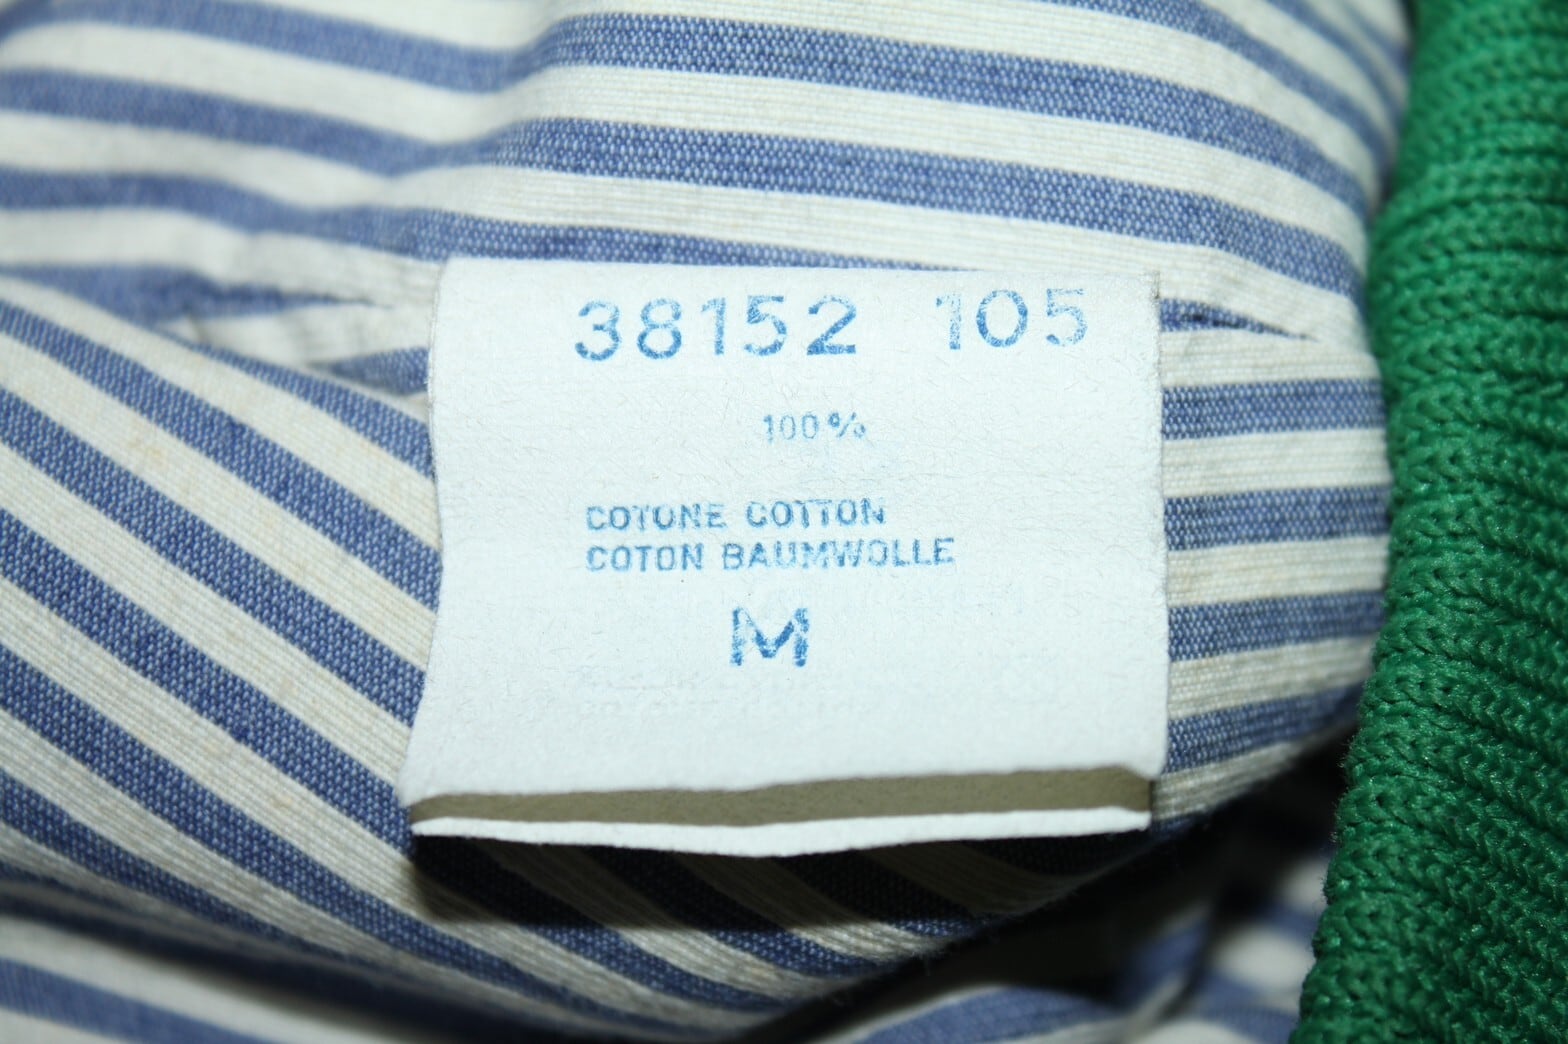 38152 105
100%
COTONE COTTON
COTON BAUMWOLLE
M